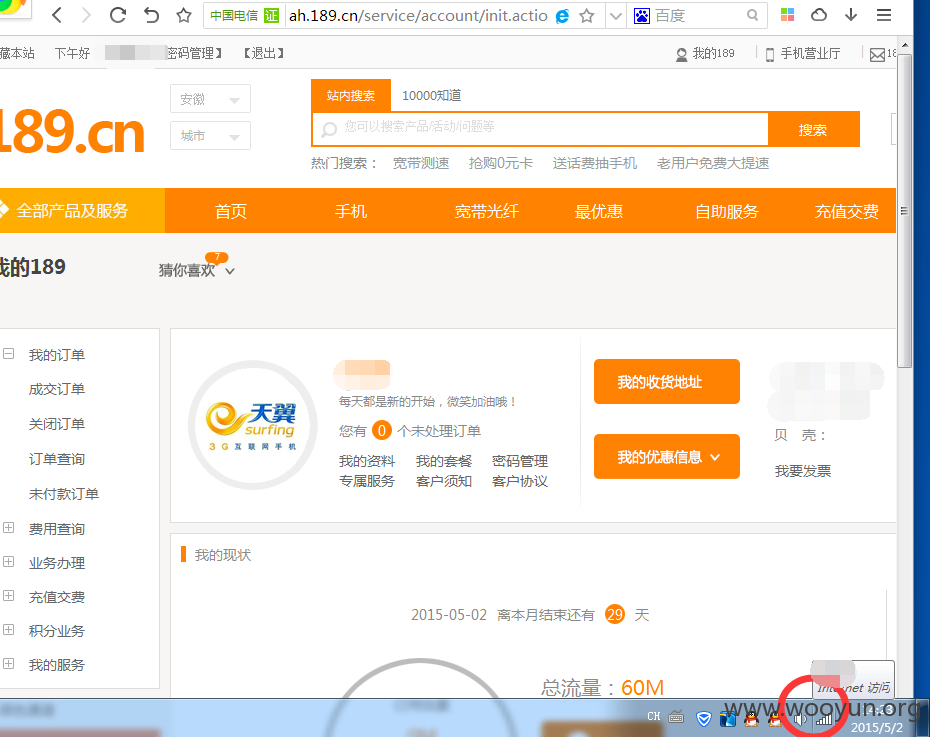 中国电信 证 ah.189.cn/service/account/init.actio 百度
藏本站 下午好 密码管理】 【退出】 我的189 手机营业厅 18
189.cn 安徽 站内搜索 10000知道
城市 您可以搜索产品/活动/问题等 搜索
热门搜索： 宽带测速 抢购0元卡 送话费抽手机 老用户免费大提速
全部产品及服务 首页 手机 宽带光纤 最优惠 自助服务 充值交费
我的189 猜你喜欢 7
我的订单
成交订单
关闭订单
订单查询
未付款订单
费用查询
业务办理
充值交费
积分业务
我的服务
天翼
surfing
3G互联网手机
每天都是新的开始，微笑加油哦！
您有 0 个未处理订单
我的资料 我的套餐 密码管理
专属服务 客户须知 客户协议
我的收货地址
我的优惠信息
贝 壳：
我要发票
我的现状
2015-05-02 离本月结束还有 29 天
总流量：60M
Internet 访问
www.wooyun.org
CH
2015/5/2